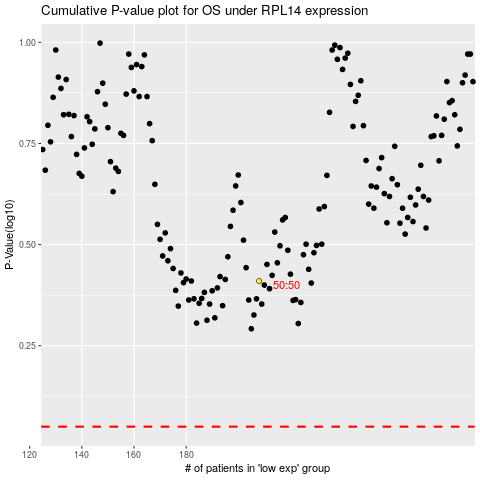 Cumulative P-value plot for OS under RPL14 expression
P-Value(log10)
1.00
0.75
0.50
0.25
50:50
120 140 160 180
# of patients in 'low exp' group